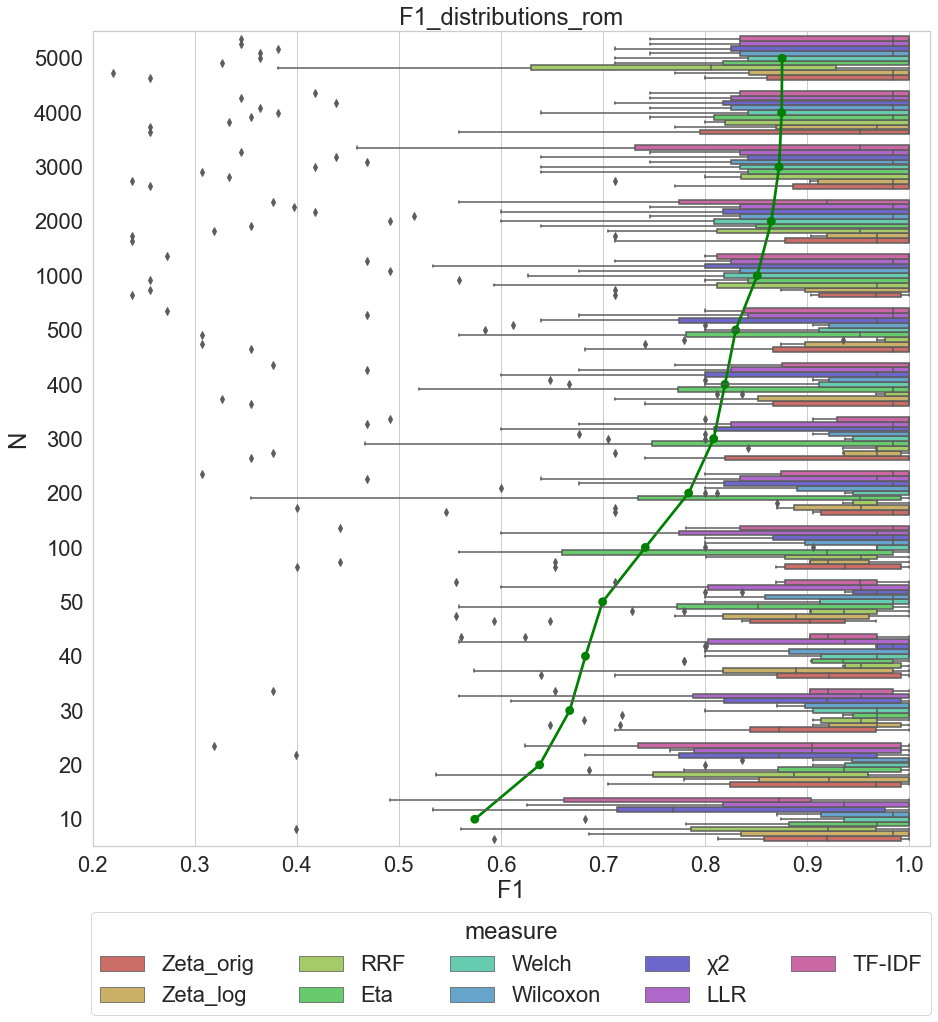 F1_distributions_rom
5000
4000
3000
2000
1000
500
400
300
200
100
50
40
30
20
10
N
0.2 0.3 0.4 0.5 0.6 0.7 0.8 0.9 1.0
F1
measure
Zeta_orig RRF Welch χ2 TF-IDF
Zeta_log Eta Wilcoxon LLR